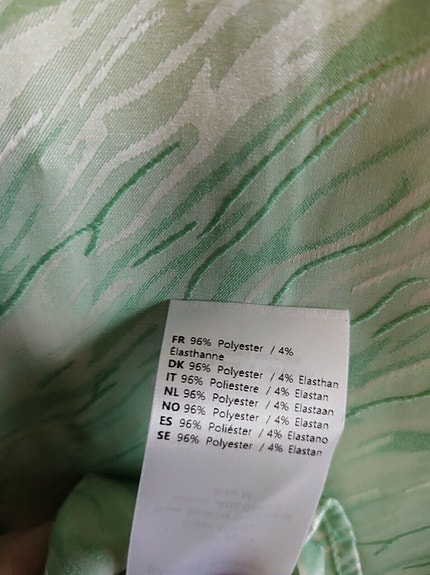 FR 96% Polyester / 4%
Élasthanne
DK 96% Polyester / 4% Elasthan
IT 96% Poliestere / 4% Elastan
NL 96% Polyester / 4% Elastaan
NO 96% Polyester / 4% Elastan
ES 96% Poliéster / 4% Elastano
SE 96% Polyester / 4% Elastan